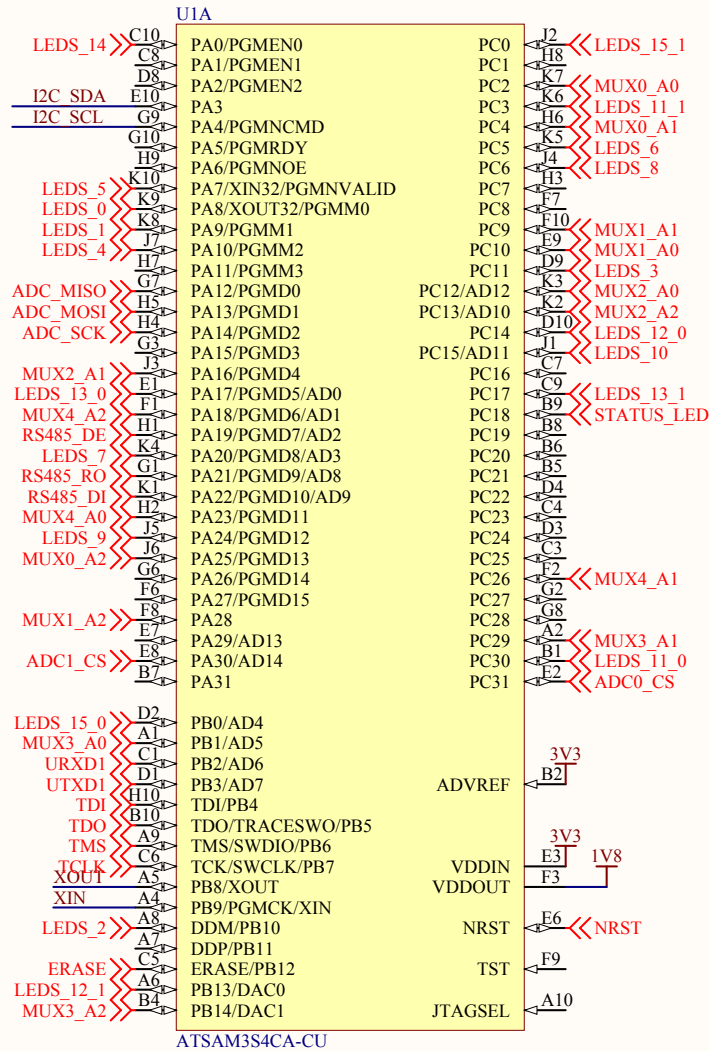 U1A
LEDS_14 C10 PA0/PGMEN0 PC0 J2 LEDS_15_1
C8 PA1/PGMEN1 PC1 H8
D8 PA2/PGMEN2 PC2 K7 MUX0_A0
I2C_SDA E10 PA3 PC3 K6 LEDS_11_1
I2C_SCL G9 PA4/PGMNCMD PC4 H6 MUX0_A1
G10 PA5/PGMRDY PC5 K5 LEDS_6
H9 PA6/PGMNOE PC6 J4 LEDS_8
LEDS_5 K10 PA7/XIN32/PGMNVALID PC7 H3
LEDS_0 K9 PA8/XOUT32/PGMM0 PC8 F7
LEDS_1 K8 PA9/PGMM1 PC9 F10 MUX1_A1
LEDS_4 J7 PA10/PGMM2 PC10 E9 MUX1_A0
H7 PA11/PGMM3 PC11 D9 LEDS_3
ADC_MISO G7 PA12/PGMD0 PC12/AD12 K3 MUX2_A0
ADC_MOSI H5 PA13/PGMD1 PC13/AD10 K2 MUX2_A2
ADC_SCK H4 PA14/PGMD2 PC14 D10 LEDS_12_0
G3 PA15/PGMD3 PC15/AD11 J1 LEDS_10
MUX2_A1 J3 PA16/PGMD4 PC16 C7
LEDS_13_0 E1 PA17/PGMD5/AD0 PC17 C9 LEDS_13_1
MUX4_A2 F1 PA18/PGMD6/AD1 PC18 B9 STATUS_LED
RS485_DE H1 PA19/PGMD7/AD2 PC19 B8
LEDS_7 K4 PA20/PGMD8/AD3 PC20 B6
RS485_RO G1 PA21/PGMD9/AD8 PC21 B5
RS485_DI K1 PA22/PGMD10/AD9 PC22 D4
MUX4_A0 H2 PA23/PGMD11 PC23 C4
LEDS_9 J5 PA24/PGMD12 PC24 D3
MUX0_A2 J6 PA25/PGMD13 PC25 C3
G6 PA26/PGMD14 PC26 F2 MUX4_A1
F6 PA27/PGMD15 PC27 G2
MUX1_A2 F8 PA28 PC28 G8
E7 PA29/AD13 PC29 A2 MUX3_A1
ADC1_CS E8 PA30/AD14 PC30 B1 LEDS_11_0
B7 PA31 PC31 E2 ADC0_CS
LEDS_15_0 D2 PB0/AD4
MUX3_A0 A1 PB1/AD5
URXD1 C1 PB2/AD6 3V3
UTXD1 D1 PB3/AD7 ADVREF B2
TDI H10 TDI/PB4
TDO B10 TDO/TRACESWO/PB5
TMS A9 TMS/SWDIO/PB6 3V3
TCLK C6 TCK/SWCLK/PB7 VDDIN E3 1V8
XOUT A5 PB8/XOUT VDDOUT F3
XIN A4 PB9/PGMCK/XIN
LEDS_2 A8 DDM/PB10 NRST E6 NRST
A7 DDP/PB11
ERASE C5 ERASE/PB12 TST F9
LEDS_12_1 A6 PB13/DAC0
MUX3_A2 B4 PB14/DAC1 JTAGSEL A10
ATSAM3S4CA-CU